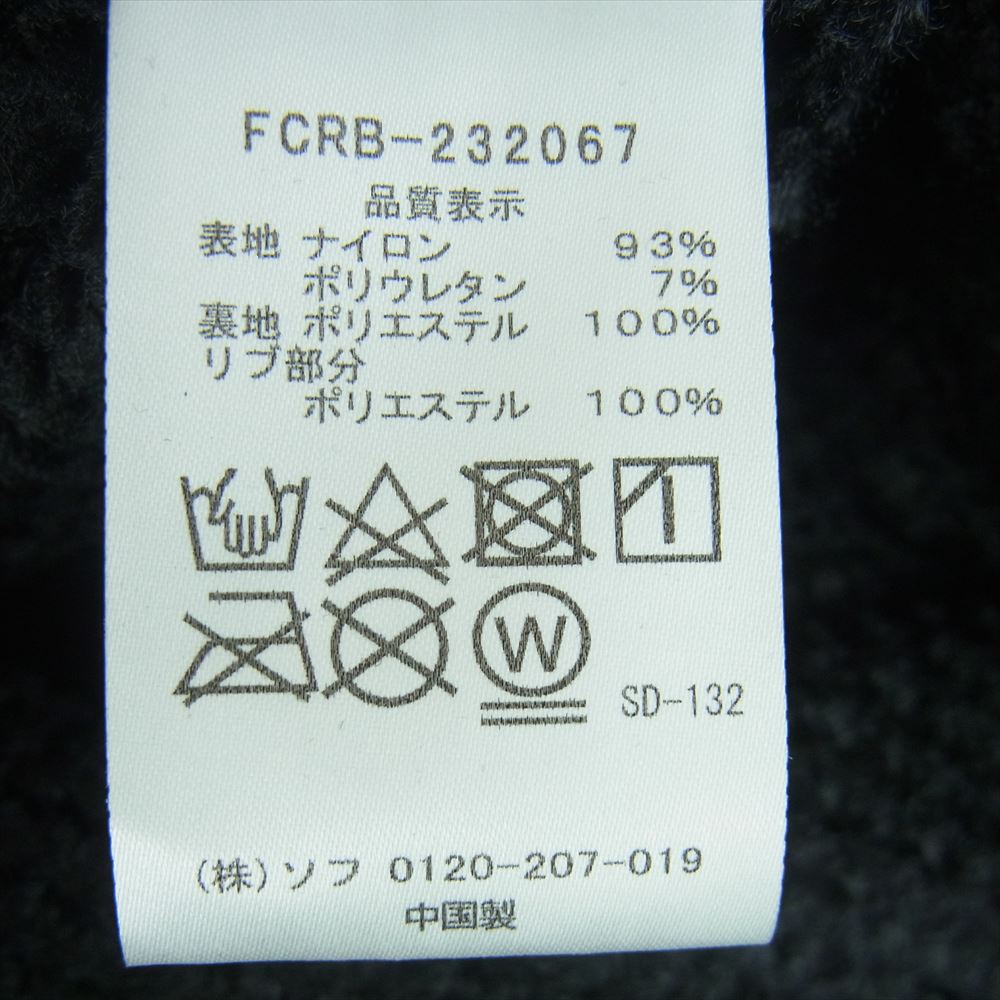 FCRB-232067
品質表示
表地 ナイロン 93%
ポリウレタン 7%
裏地 ポリエステル 100%
リブ部分
ポリエステル 100%
W
SD-132
(株)ソフ 0120-207-019
中国製